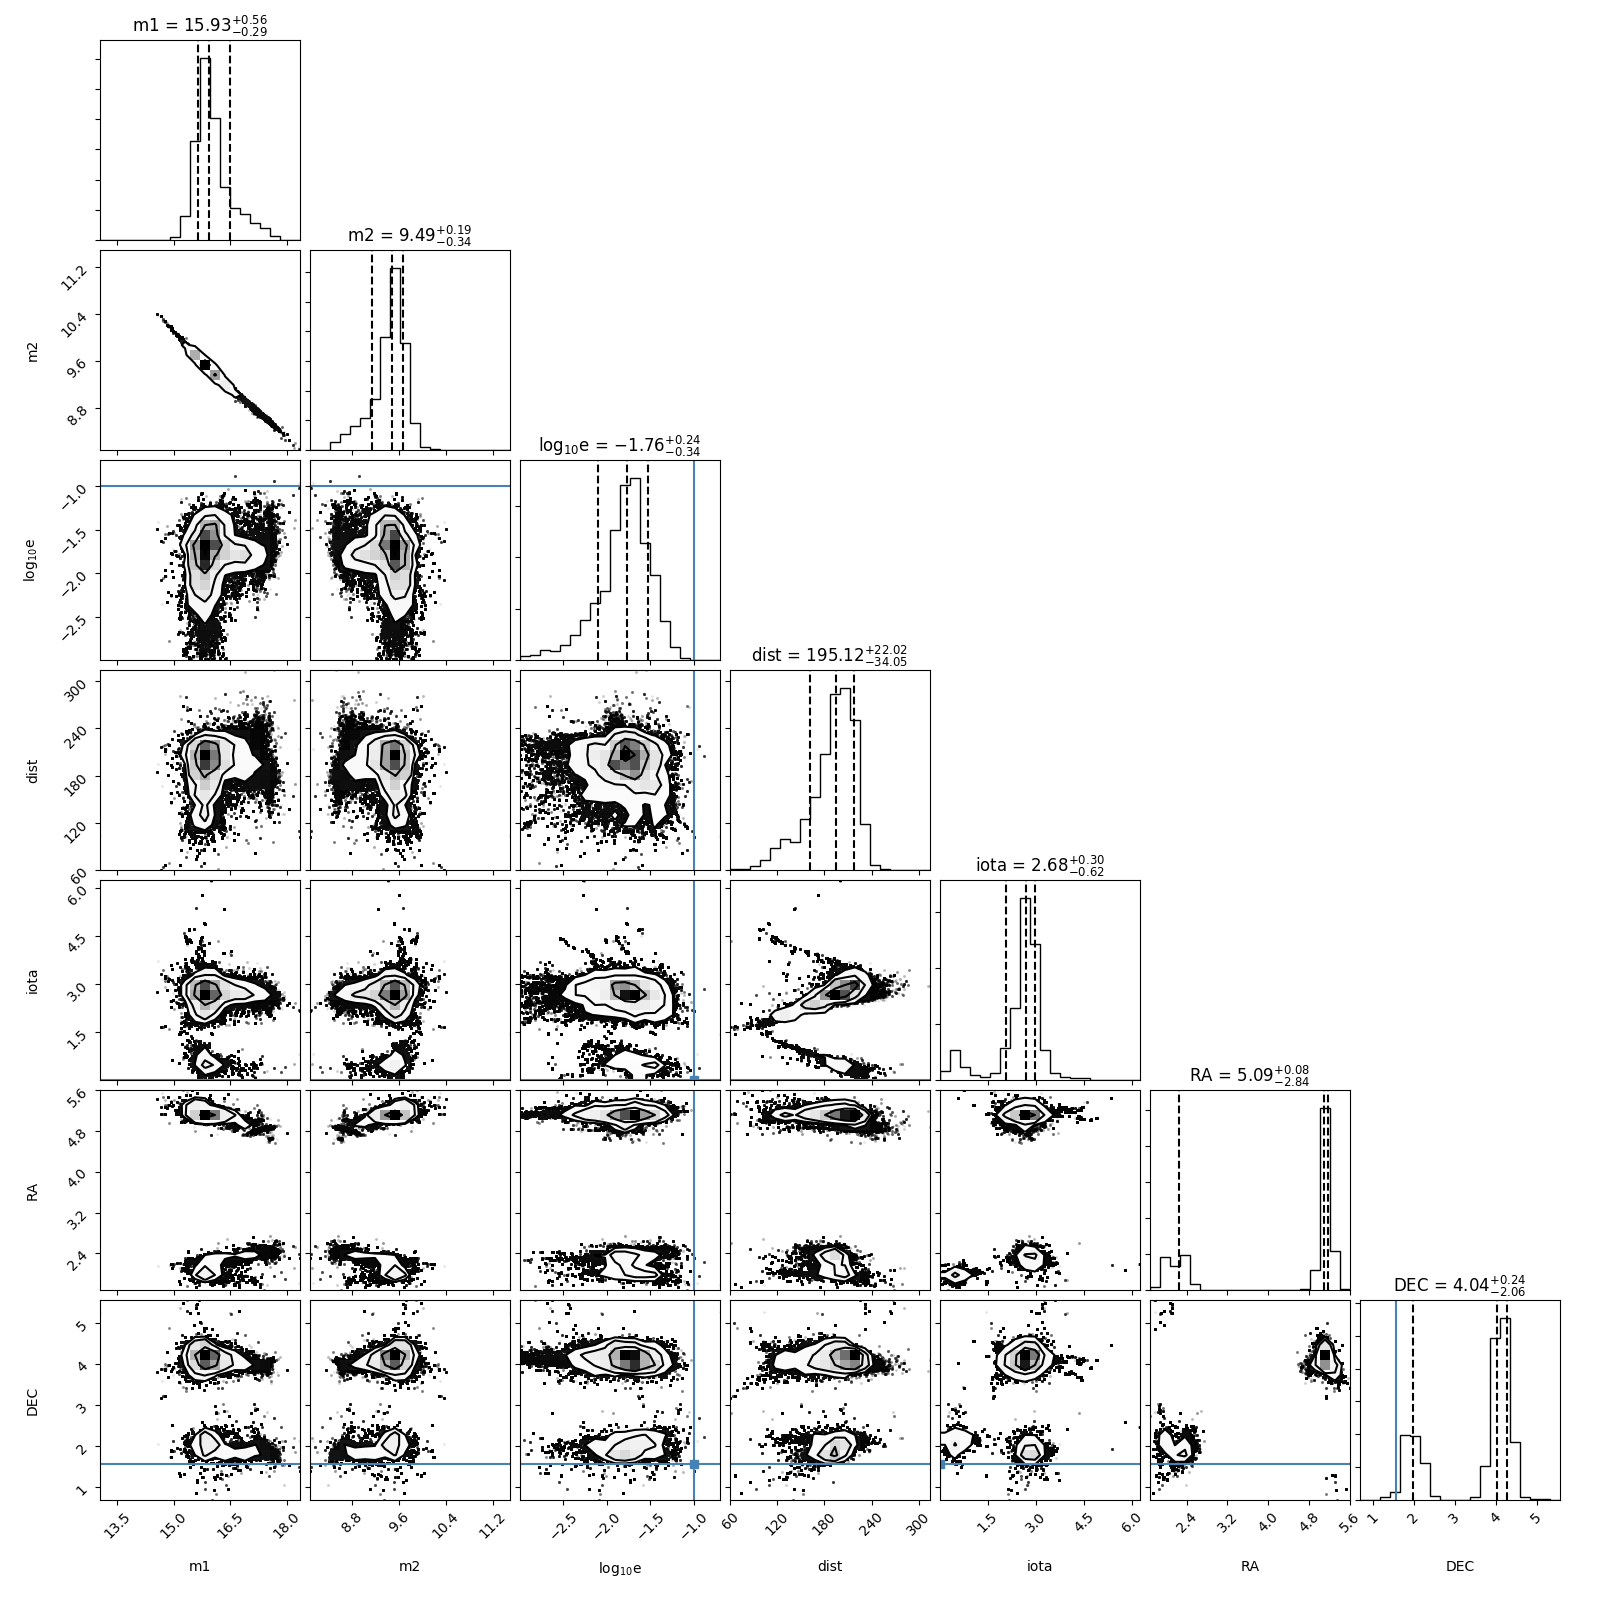 m1 = 15.93+0.56−0.29
m2 = 9.49+0.19−0.34
11.2
10.4
9.6
8.8
m2
log10e = −1.76+0.24−0.34
−1.0
−1.5
−2.0
−2.5
log10e
dist = 195.12+22.02−34.05
300
240
180
120
60
dist
iota = 2.68+0.30−0.62
6.0
4.5
3.0
1.5
iota
RA = 5.09+0.08−2.84
5.6
4.8
4.0
3.2
2.4
RA
DEC = 4.04+0.24−2.06
5
4
3
2
1
DEC
13.5 15.0 16.5 18.0 8.8 9.6 10.4 11.2 −2.5 −2.0 −1.5 −1.0 60 120 180 240 300 1.5 3.0 4.5 6.0 2.4 3.2 4.0 4.8 5.6 1 2 3 4 5
m1 m2 log10e dist iota RA DEC